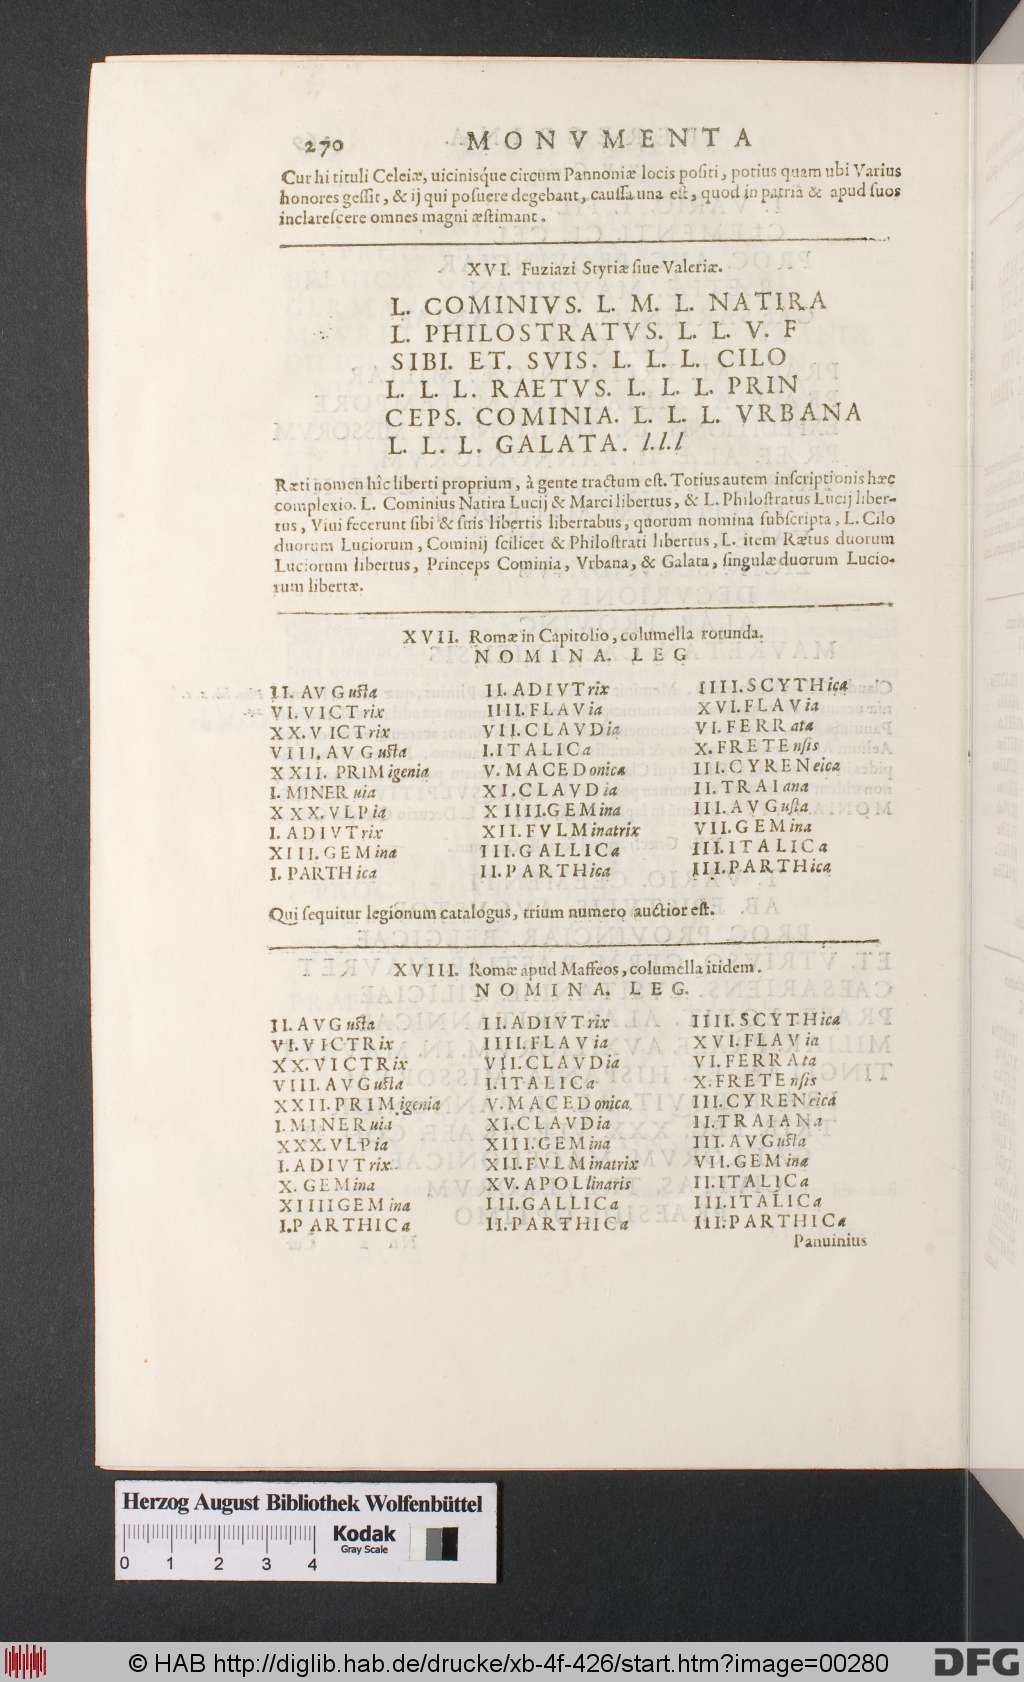 270 MONVMENTA
Cur hi tituli Celeiæ, uicinisq́ue circum Pannoniæ locis positi, potius quam ubi Varius
honores gessit, & ij qui posuere degebant, caussa una est, quod in patria & apud suos
inclarescere omnes magni æstimant.
XVI. Fuziazi Styriæ siue Valeriæ.
L. COMINIVS. L. M. L. NATIRA
L. PHILOSTRATVS. L. L. V. F
SIBI. ET. SVIS. L. L. L. CILO
L. L. L. RAETVS. L. L. L. PRIN
CEPS. COMINIA. L. L. L. VRBANA
L. L. L. GALATA. l.l.l
Ræti nomen hîc liberti proprium, à gente tractum est. Totius autem inscriptionis hæc
complexio. L. Cominius Natira Lucij & Marci libertus, & L. Philostratus Lucij liber-
tus, Viui fecerunt sibi & suis libertis libertabus, quorum nomina subscripta, L. Cilo
duorum Luciorum, Cominij scilicet & Philostrati libertus, L. item Rætus duorum
Luciorum libertus, Princeps Cominia, Vrbana, & Galata, singulæ duorum Lucio-
rum libertæ.
XVII. Romæ in Capitolio, columella rotunda.
NOMINA. LEG
II. AVGusta II. ADIVTrix IIII. SCYTHica
VI. VICTrix IIII. FLAVia XVI. FLAVia
XX. VICTrix VII. CLAVDia VI. FERRata
VIII. AVGusta I. ITALICa X. FRETEnsis
XXII. PRIMigenia V. MACEDonica III. CYRENeica
I. MINERuia XI. CLAVDia II. TRAIana
XXX. VLPia XIIII. GEMina III. AVGusta
I. ADIVTrix XII. FVLMinatrix VII. GEMina
XIII. GEMina III. GALLICa III. ITALICa
I. PARTHica II. PARTHica III. PARTHica
Qui sequitur legionum catalogus, trium numero auctior est.
XVIII. Romæ apud Maffeos, columella itidem.
NOMINA. LEG.
II. AVGusta II. ADIVTrix IIII. SCYTHica
VI. VICTRix IIII. FLAVia XVI. FLAVia
XX. VICTRix VII. CLAVDia VI. FERRAta
VIII. AVGusta I. ITALICa X. FRETEnsis
XXII. PRIMigenia V. MACEDonica III. CYRENeica
I. MINERuia XI. CLAVDia II. TRAIANa
XXX. VLPia XIII. GEMina III. AVGusta
I. ADIVTrix XII. FVLMinatrix VII. GEMina
X. GEMina XV. APOLlinaris II. ITALICa
XIIIIGEMina III. GALLICa III. ITALICa
I. PARTHICa II. PARTHICa III. PARTHICa
Panuinius
Herzog August Bibliothek Wolfenbüttel
0 1 2 3 4
Kodak
Gray Scale
© HAB http://diglib.hab.de/drucke/xb-4f-426/start.htm?image=00280
DFG